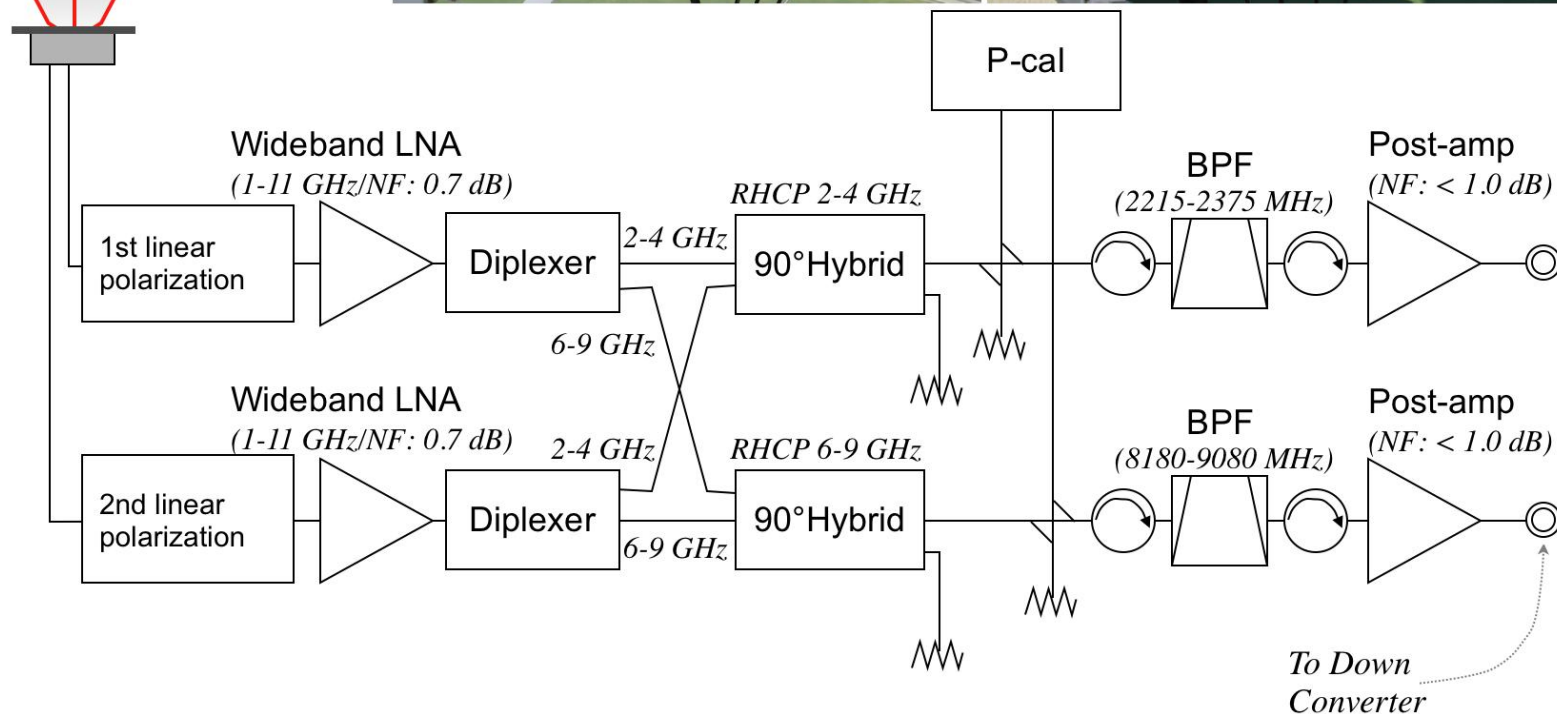 P-cal
Wideband LNA
(1-11 GHz/NF: 0.7 dB)
BPF
(2215-2375 MHz)
Post-amp
(NF: < 1.0 dB)
RHCP 2-4 GHz
1st linear
polarization
Diplexer
2-4 GHz
90°Hybrid
6-9 GHz
Wideband LNA
(1-11 GHz/NF: 0.7 dB)
2-4 GHz
RHCP 6-9 GHz
BPF
(8180-9080 MHz)
Post-amp
(NF: < 1.0 dB)
2nd linear
polarization
Diplexer
6-9 GHz
90°Hybrid
To Down
Converter